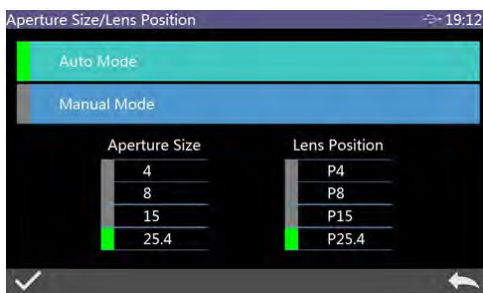 Aperture Size/Lens Position 19:12
Auto Mode
Manual Mode
Aperture Size Lens Position
4 P4
8 P8
15 P15
25.4 P25.4